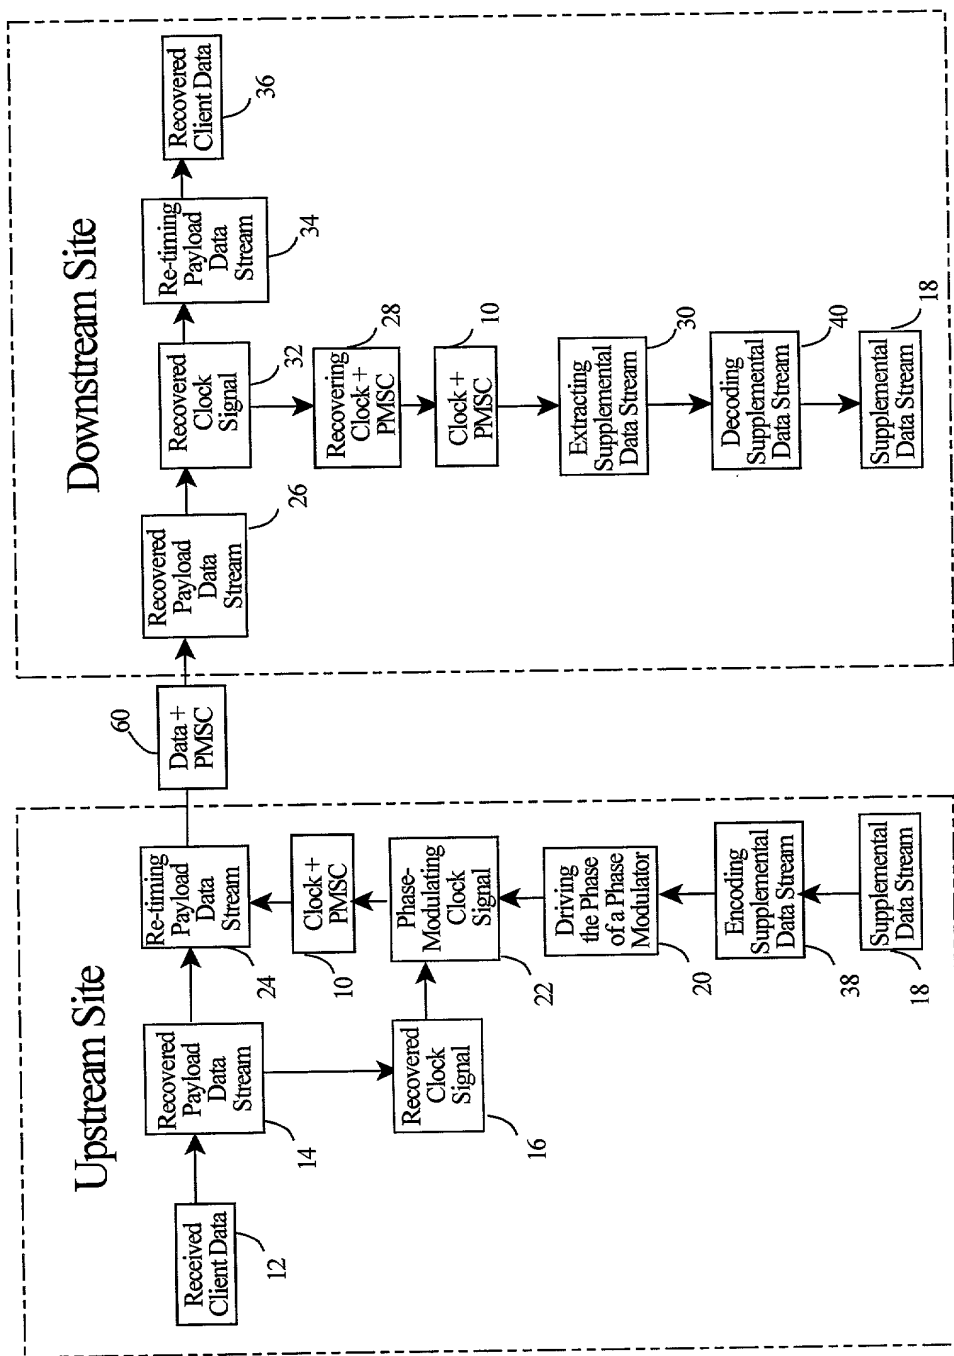 Upstream Site
Received
Client Data
12
Recovered
Payload
Data
Stream
14
Recovered
Clock
Signal
16
Re-timing
Payload
Data
Stream
24
Clock +
PMSC
10
Phase-
Modulating
Clock
Signal
22
Driving
the Phase
of a Phase
Modulator
20
Encoding
Supplemental
Data Stream
38
Supplemental
Data Stream
18
60
Data +
PMSC
Downstream Site
Recovered
Payload
Data
Stream
26
Recovered
Clock
Signal
32
Re-timing
Payload
Data
Stream
34
Recovered
Client Data
36
Recovering
Clock +
PMSC
28
Clock +
PMSC
10
Extracting
Supplemental
Data Stream
30
Decoding
Supplemental
Data Stream
40
Supplemental
Data Stream
18